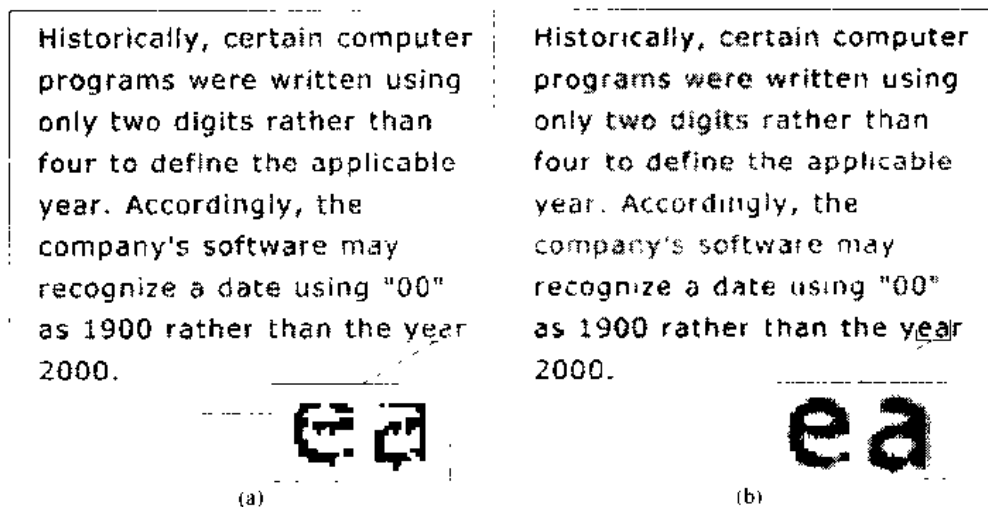 Historically, certain computer
programs were written using
only two digits rather than
four to define the applicable
year. Accordingly, the
company's software may
recognize a date using "00"
as 1900 rather than the year
2000.
e a
(a)
Historically, certain computer
programs were written using
only two digits rather than
four to define the applicable
year. Accordingly, the
company's software may
recognize a date using "00"
as 1900 rather than the year
2000.
e a
(b)